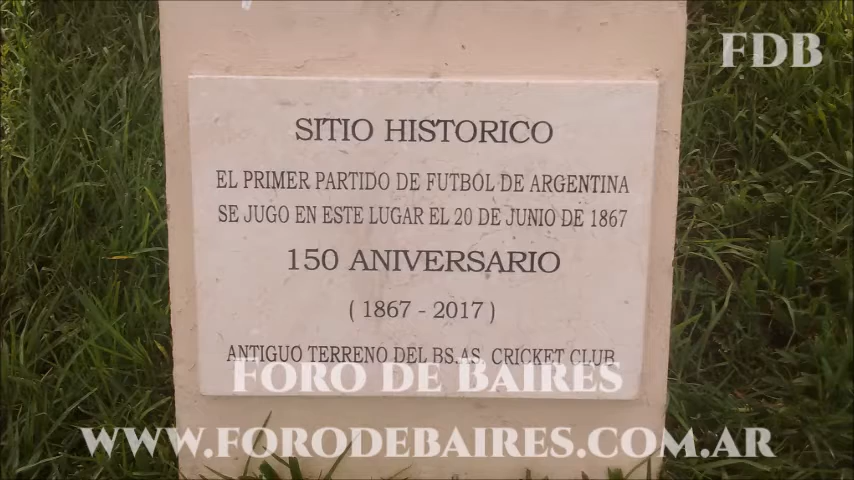 FDB
SITIO HISTORICO
EL PRIMER PARTIDO DE FUTBOL DE ARGENTINA
SE JUGO EN ESTE LUGAR EL 20 DE JUNIO DE 1867
150 ANIVERSARIO
( 1867 - 2017 )
ANTIGUO TERRENO DEL BS.AS. CRICKET CLUB
FORO DE BAIRES
WWW.FORODEBAIRES.COM.AR